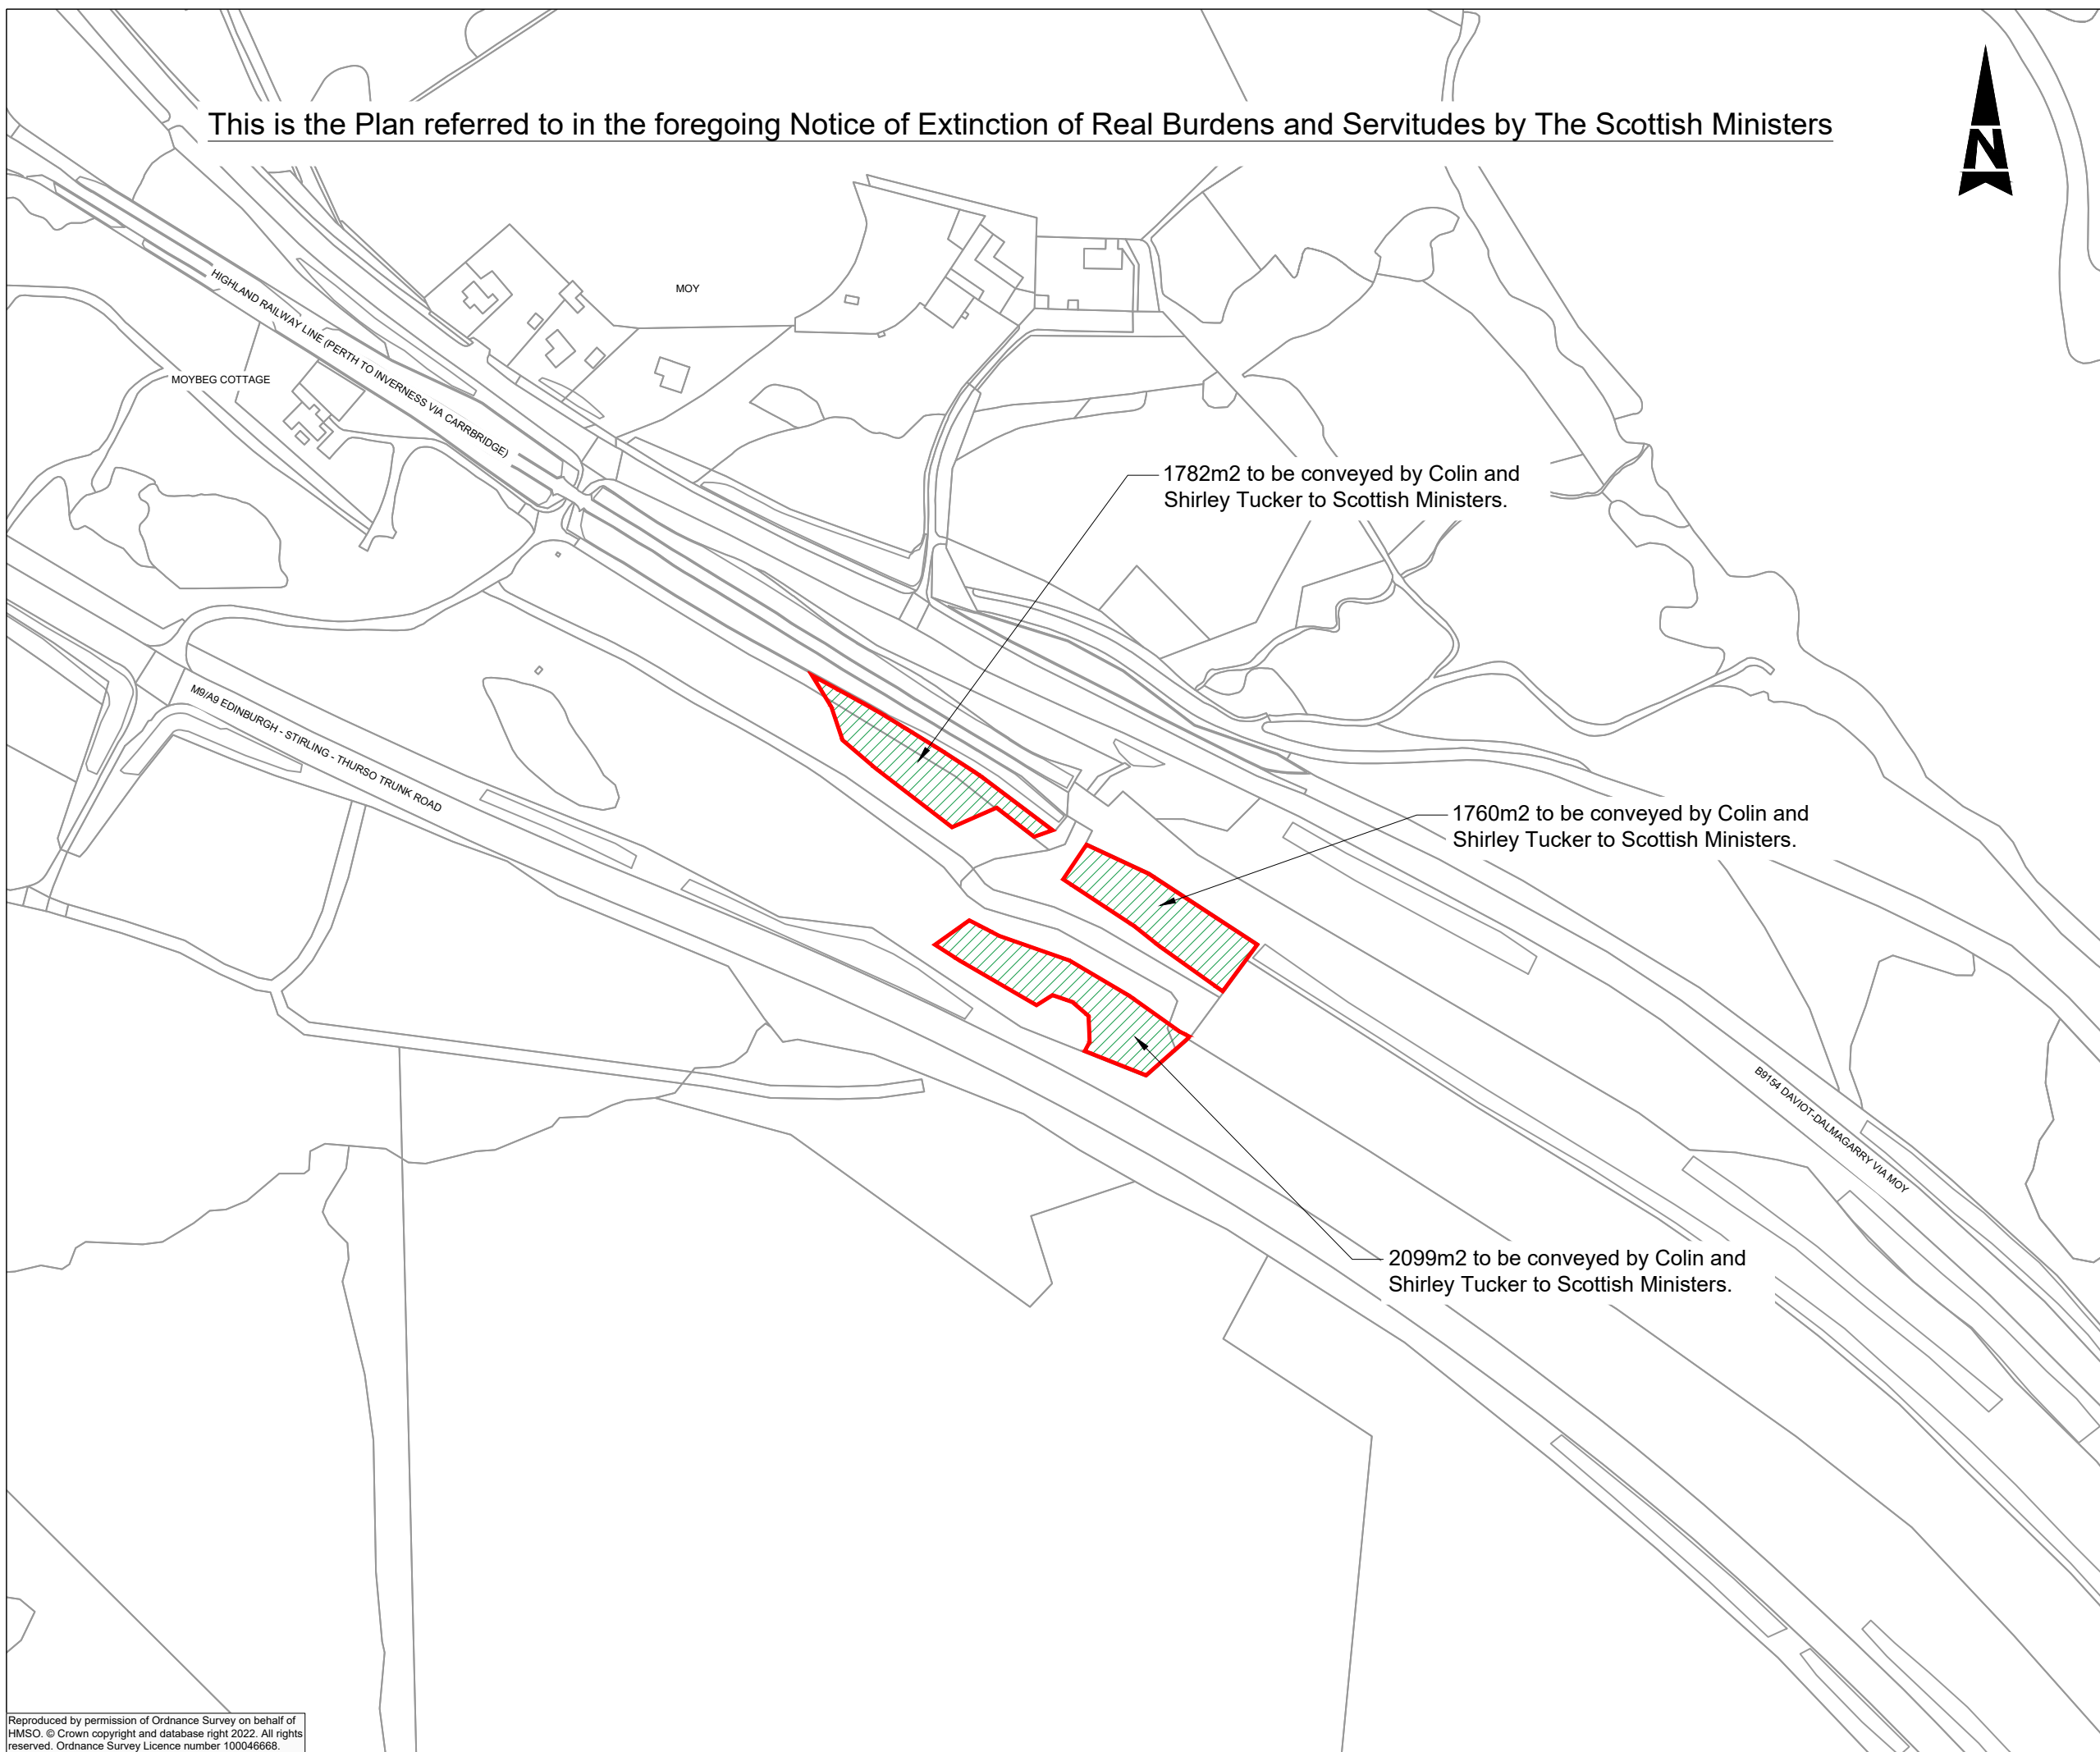 This is the Plan referred to in the foregoing Notice of Extinction of Real Burdens and Servitudes by The Scottish Ministers
N
HIGHLAND RAILWAY LINE (PERTH TO INVERNESS VIA CARRBRIDGE)
MOY
MOYBEG COTTAGE
1782m2 to be conveyed by Colin and
Shirley Tucker to Scottish Ministers.
M9/A9 EDINBURGH - STIRLING - THURSO TRUNK ROAD
1760m2 to be conveyed by Colin and
Shirley Tucker to Scottish Ministers.
B9154 DAVIOT-DALMAGARRY VIA MOY
2099m2 to be conveyed by Colin and
Shirley Tucker to Scottish Ministers.
Reproduced by permission of Ordnance Survey on behalf of
HMSO. © Crown copyright and database right 2022. All rights
reserved. Ordnance Survey Licence number 100046668.